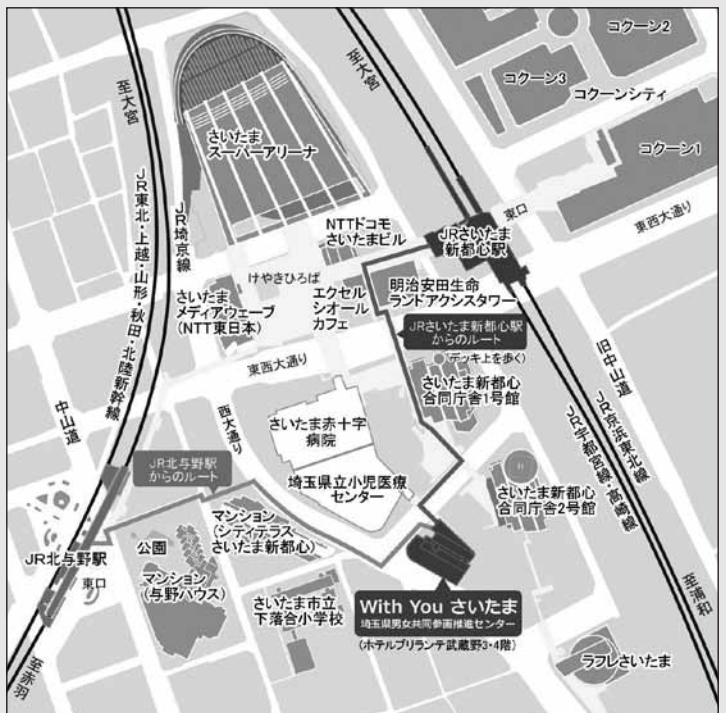 コクーン2
コクーン3
コクーンシティ
コクーン1
至大宮
至大宮
さいたま
スーパーアリーナ
JR東北・上越・山形・秋田・北陸新幹線
JR埼京線
NTTドコモ
さいたまビル
JRさいたま
新都心駅
東口
東西大通り
けやきひろば
さいたま
メディアウェーブ
(NTT東日本)
エクセル
シオール
カフェ
明治安田生命
ランドアクシスタワー
JRさいたま新都心駅
からのルート
(デッキ上を歩く)
東西大通り
さいたま新都心
合同庁舎1号館
旧中山道
JR京浜東北線
JR宇都宮線・高崎線
中山道
西大通り
さいたま赤十字
病院
JR北与野駅
からのルート
埼玉県立小児医療
センター
さいたま新都心
合同庁舎2号館
マンション
(シティテラス
さいたま新都心)
JR北与野駅
公園
東口
マンション
(与野ハウス)
さいたま市立
下落合小学校
With You さいたま
埼玉県男女共同参画推進センター
(ホテルブリランテ武蔵野3・4階)
至浦和
ラフレさいたま
至赤羽